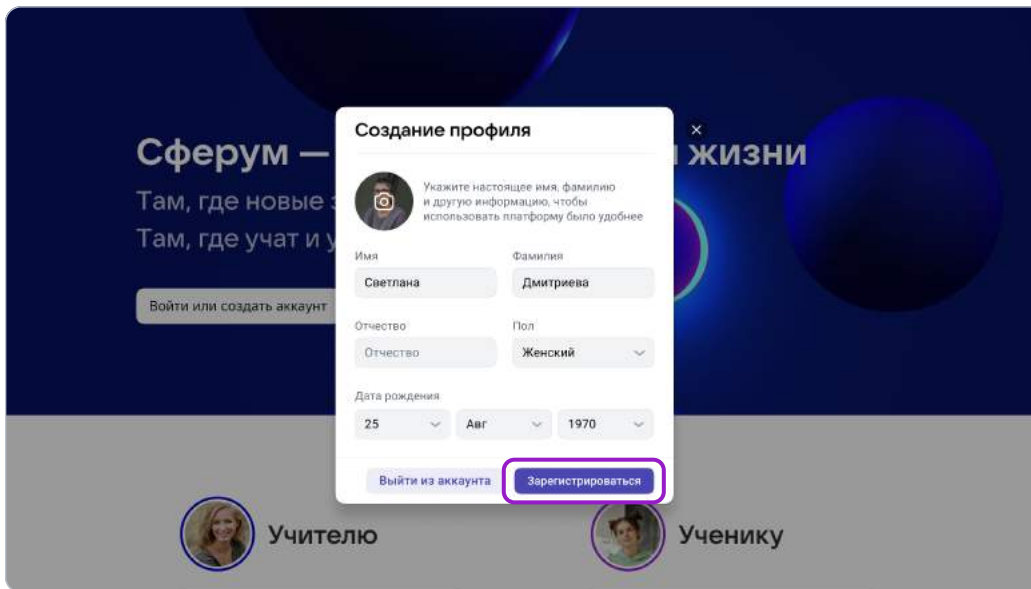 Сферум —
жизни
Там, где новые
Там, где учат и у
Войти или создать аккаунт
Создание профиля
Укажите настоящее имя, фамилию
и другую информацию, чтобы
использовать платформу было удобнее
Имя
Фамилия
Светлана
Дмитриева
Отчество
Пол
Отчество
Женский
Дата рождения
25
Авг
1970
Выйти из аккаунта
Зарегистрироваться
Учителю
Ученику